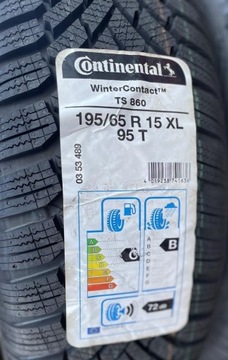 Continental
WinterContact™
TS 860
195/65 R 15 XL
95 T
03 53 489
C
B
72 dB